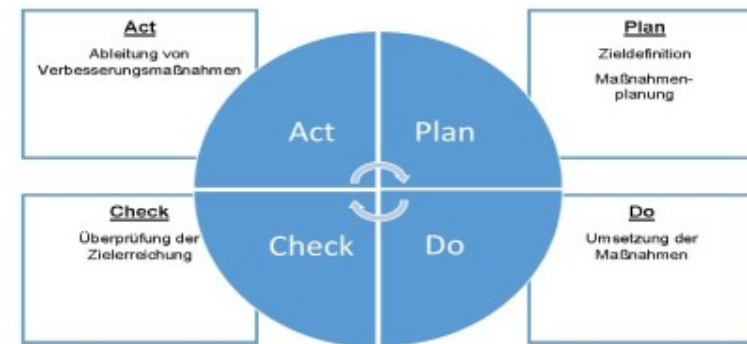 Act
Ableitung von
Verbesserungsmaßnahmen
Plan
Zieldefinition
Maßnahmen-
planung
Act
Plan
Check
Do
Check
Überprüfung der
Zielerreichung
Do
Umsetzung der
Maßnahmen